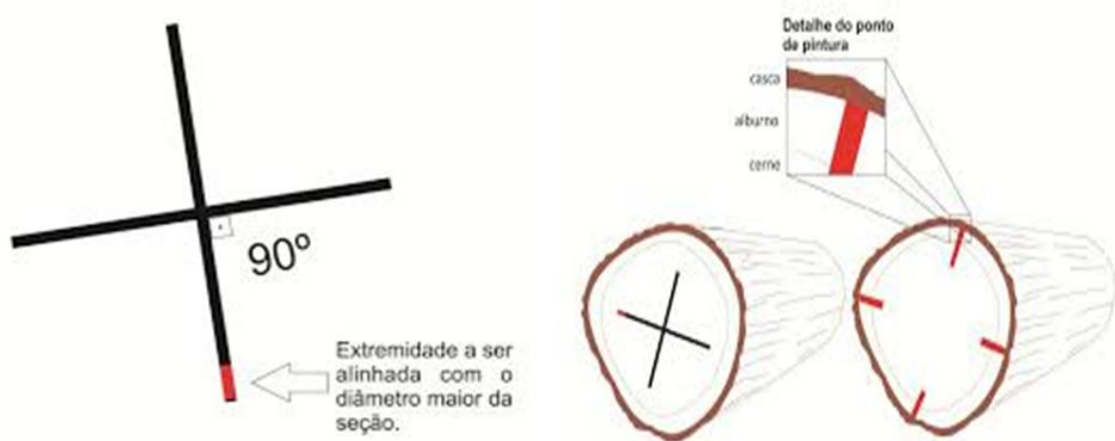 90º
Extremidade a ser
alinhada com o
diâmetro maior da
seção.
Detalhe do ponto
de pintura
casca
alburno
cerne